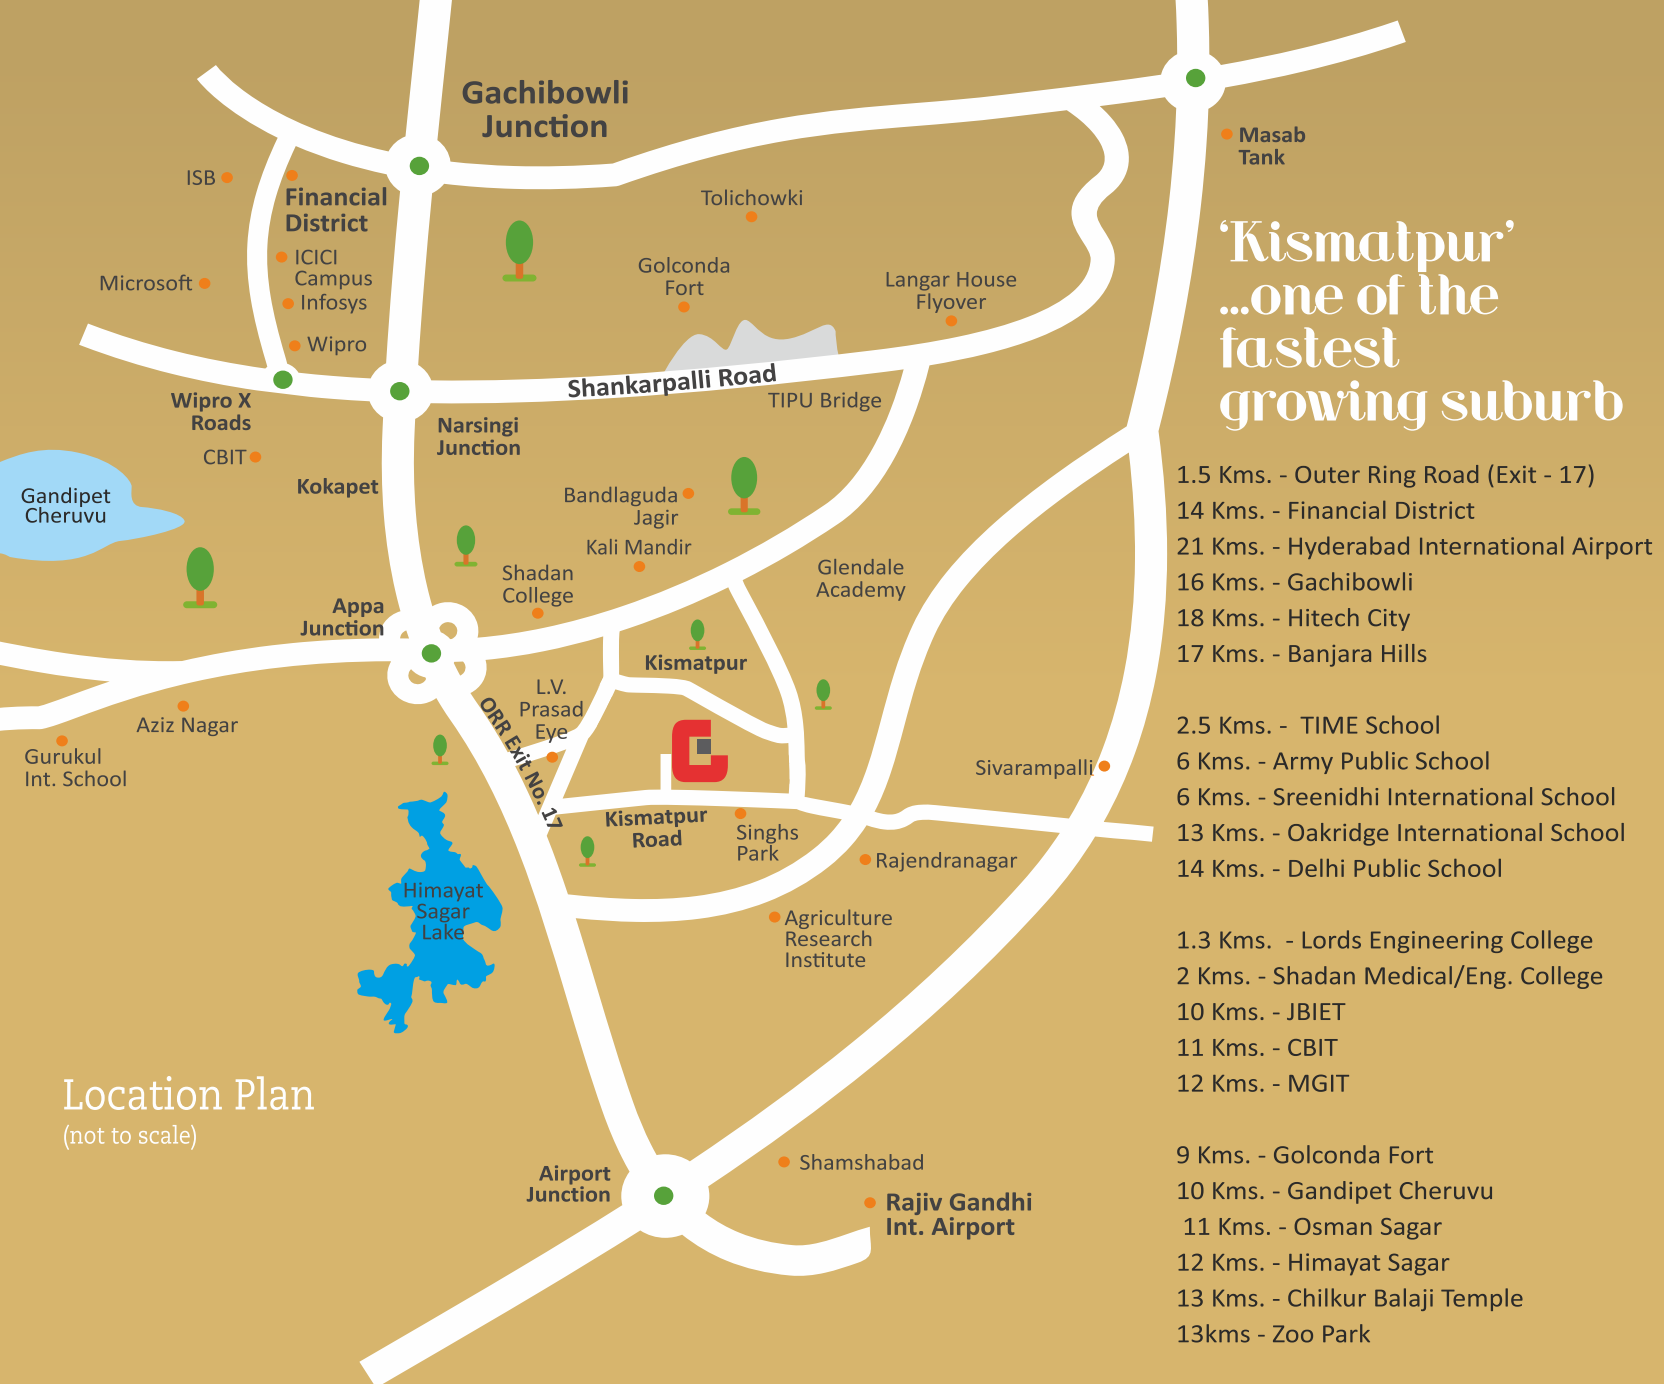 Gachibowli
Junction
Masab
Tank
ISB
Financial
District
Tolichowki
ICICI
Campus
Microsoft
Infosys
Golconda
Fort
Langar House
Flyover
Wipro
Shankarpalli Road
TIPU Bridge
Wipro X
Roads
Narsingi
Junction
CBIT
Kokapet
Gandipet
Cheruvu
Bandlaguda
Jagir
Kali Mandir
Shadan
College
Glendale
Academy
Appa
Junction
Kismatpur
L.V.
Prasad
Eye
ORR Exit No. 17
Aziz Nagar
Gurukul
Int. School
Sivarampalli
Kismatpur
Road
Singhs
Park
Rajendranagar
Himayat
Sagar
Lake
Agriculture
Research
Institute
Location Plan
(not to scale)
Airport
Junction
Shamshabad
Rajiv Gandhi
Int. Airport
‘Kismatpur’
...one of the
fastest
growing suburb
1.5 Kms. - Outer Ring Road (Exit - 17)
14 Kms. - Financial District
21 Kms. - Hyderabad International Airport
16 Kms. - Gachibowli
18 Kms. - Hitech City
17 Kms. - Banjara Hills
2.5 Kms. - TIME School
6 Kms. - Army Public School
6 Kms. - Sreenidhi International School
13 Kms. - Oakridge International School
14 Kms. - Delhi Public School
1.3 Kms. - Lords Engineering College
2 Kms. - Shadan Medical/Eng. College
10 Kms. - JBIET
11 Kms. - CBIT
12 Kms. - MGIT
9 Kms. - Golconda Fort
10 Kms. - Gandipet Cheruvu
11 Kms. - Osman Sagar
12 Kms. - Himayat Sagar
13 Kms. - Chilkur Balaji Temple
13kms - Zoo Park